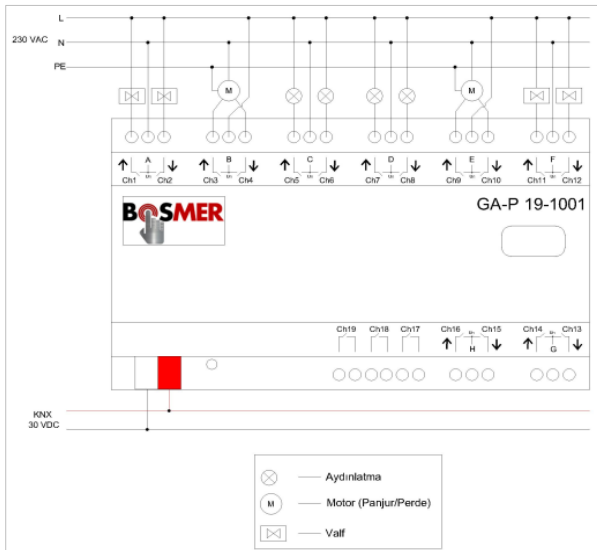 L
230 VAC N
PE
M M
A B C D E F
Ch1 Ch2 Ch3 Ch4 Ch5 Ch6 Ch7 Ch8 Ch9 Ch10 Ch11 Ch12
BOSMER
GA-P 19-1001
Ch19 Ch18 Ch17 Ch16 Ch15 Ch14 Ch13
H G
KNX
30 VDC
Aydınlatma
M Motor (Panjur/Perde)
Valf